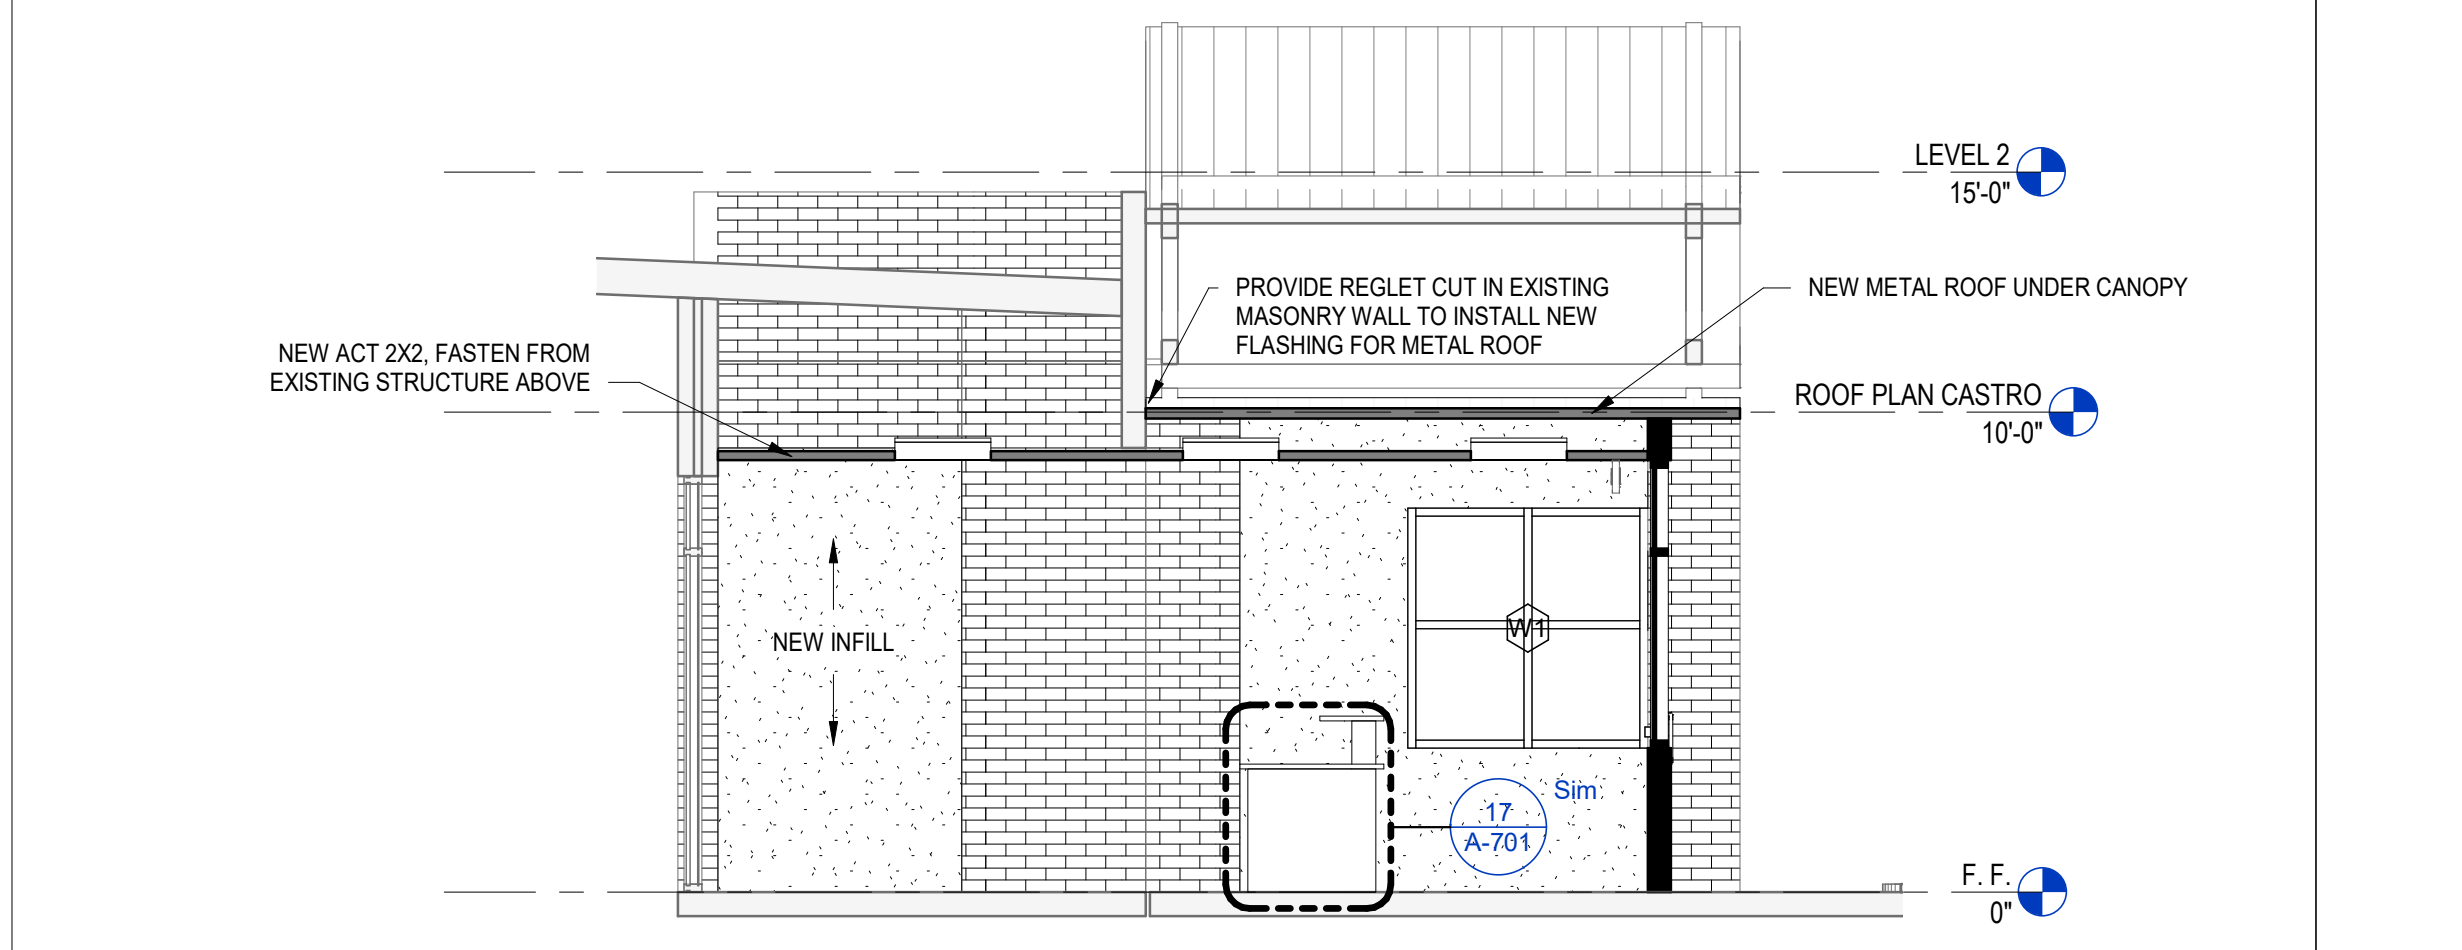 LEVEL 2
15'-0"
PROVIDE REGLET CUT IN EXISTING
MASONRY WALL TO INSTALL NEW
FLASHING FOR METAL ROOF
NEW METAL ROOF UNDER CANOPY
NEW ACT 2X2, FASTEN FROM
EXISTING STRUCTURE ABOVE
ROOF PLAN CASTRO
10'-0"
NEW INFILL
W1
Sim
17
A-701
F. F.
0"